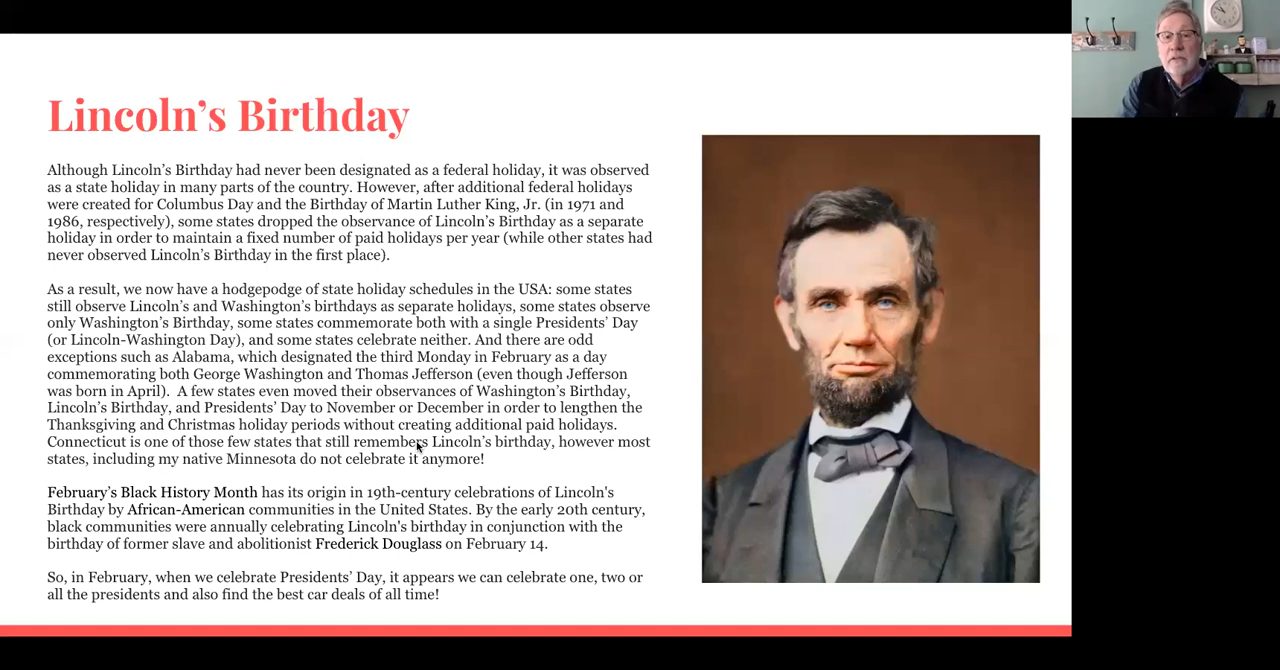 Lincoln’s Birthday
Although Lincoln’s Birthday had never been designated as a federal holiday, it was observed
as a state holiday in many parts of the country. However, after additional federal holidays
were created for Columbus Day and the Birthday of Martin Luther King, Jr. (in 1971 and
1986, respectively), some states dropped the observance of Lincoln’s Birthday as a separate
holiday in order to maintain a fixed number of paid holidays per year (while other states had
never observed Lincoln’s Birthday in the first place).
As a result, we now have a hodgepodge of state holiday schedules in the USA: some states
still observe Lincoln’s and Washington’s birthdays as separate holidays, some states observe
only Washington’s Birthday, some states commemorate both with a single Presidents’ Day
(or Lincoln-Washington Day), and some states celebrate neither. And there are odd
exceptions such as Alabama, which designated the third Monday in February as a day
commemorating both George Washington and Thomas Jefferson (even though Jefferson
was born in April).  A few states even moved their observances of Washington’s Birthday,
Lincoln’s Birthday, and Presidents’ Day to November or December in order to lengthen the
Thanksgiving and Christmas holiday periods without creating additional paid holidays.
Connecticut is one of those few states that still remembers Lincoln’s birthday, however most
states, including my native Minnesota do not celebrate it anymore!
February’s Black History Month has its origin in 19th-century celebrations of Lincoln's
Birthday by African-American communities in the United States. By the early 20th century,
black communities were annually celebrating Lincoln's birthday in conjunction with the
birthday of former slave and abolitionist Frederick Douglass on February 14.
So, in February, when we celebrate Presidents’ Day, it appears we can celebrate one, two or
all the presidents and also find the best car deals of all time!